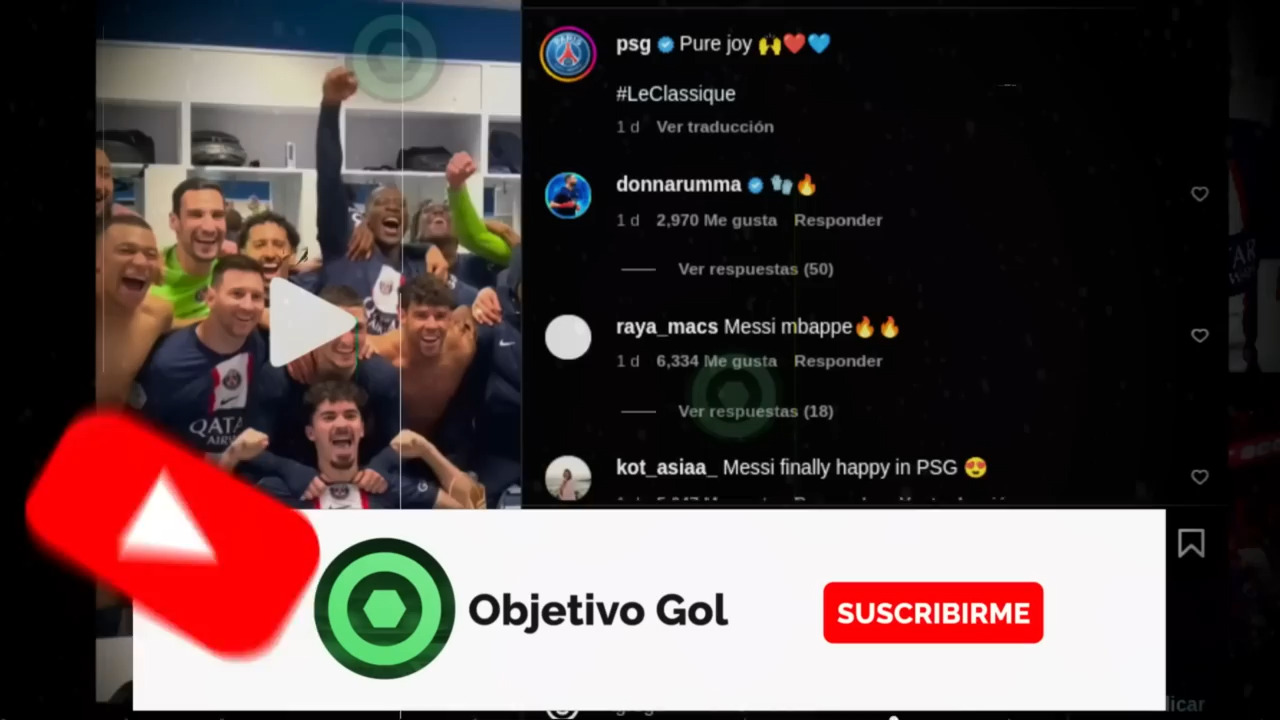 psg Pure joy 🙌❤️💙
#LeClassique
1 d Ver traducción
donnarumma 🧤🔥
1 d 2,970 Me gusta Responder
Ver respuestas (50)
raya_macs Messi mbappe🔥🔥
1 d 6,334 Me gusta Responder
Ver respuestas (18)
kot_asiaa_ Messi finally happy in PSG 😍
PARIS
QATAR
AIRW
Objetivo Gol
SUSCRIBIRME